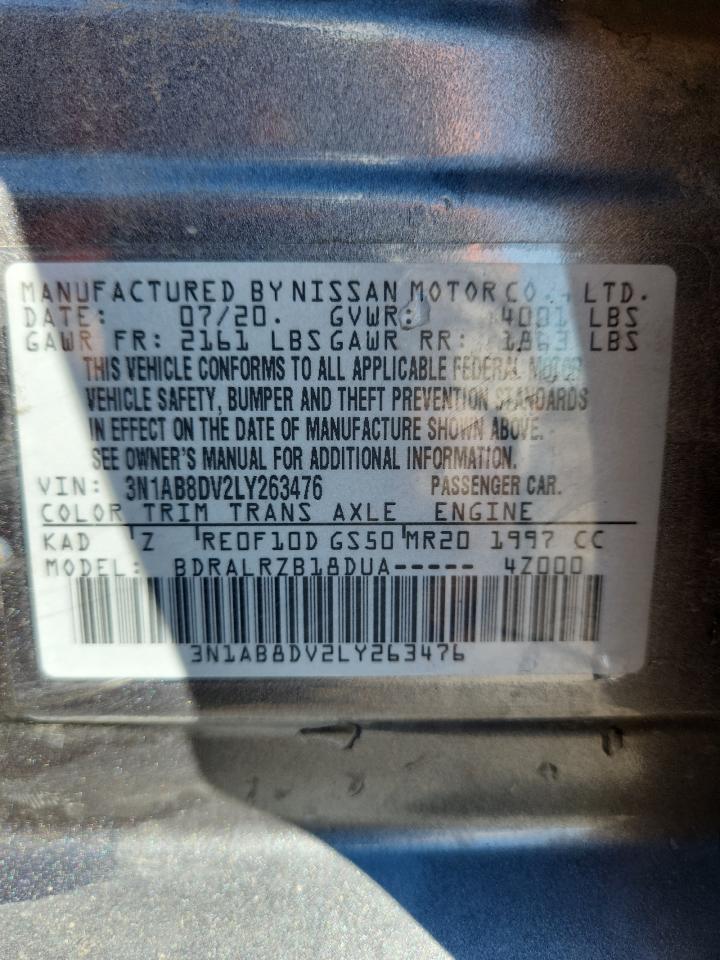 MANUFACTURED BY NISSAN MOTOR CO., LTD.
DATE: 07/20. GVWR: 4001 LBS
GAWR FR: 2161 LBS GAWR RR: 1863 LBS
THIS VEHICLE CONFORMS TO ALL APPLICABLE FEDERAL MOTOR
VEHICLE SAFETY, BUMPER AND THEFT PREVENTION STANDARDS
IN EFFECT ON THE DATE OF MANUFACTURE SHOWN ABOVE.
SEE OWNER'S MANUAL FOR ADDITIONAL INFORMATION.
VIN: 3N1AB8DV2LY263476 PASSENGER CAR.
COLOR TRIM TRANS AXLE ENGINE
KAD Z RE0F10D GS50 MR20 1997 CC
MODEL: BDRALRZB18DUA----- 4Z000
3N1AB8DV2LY263476